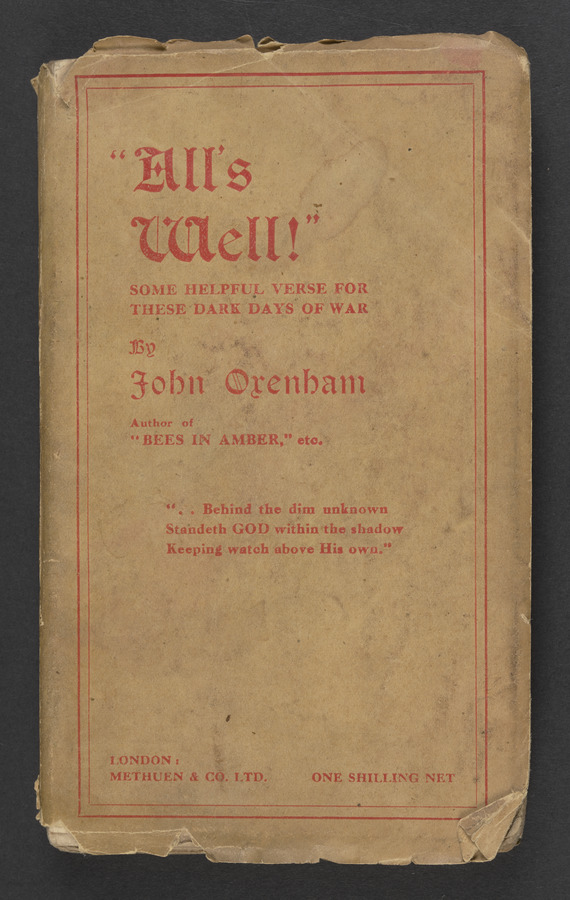 “All’s
Well!”
SOME HELPFUL VERSE FOR
THESE DARK DAYS OF WAR
By
John Oxenham
Author of
“BEES IN AMBER,” etc.
“. . Behind the dim unknown
Standeth GOD within the shadow
Keeping watch above His own.”
LONDON :
METHUEN & CO. LTD. ONE SHILLING NET